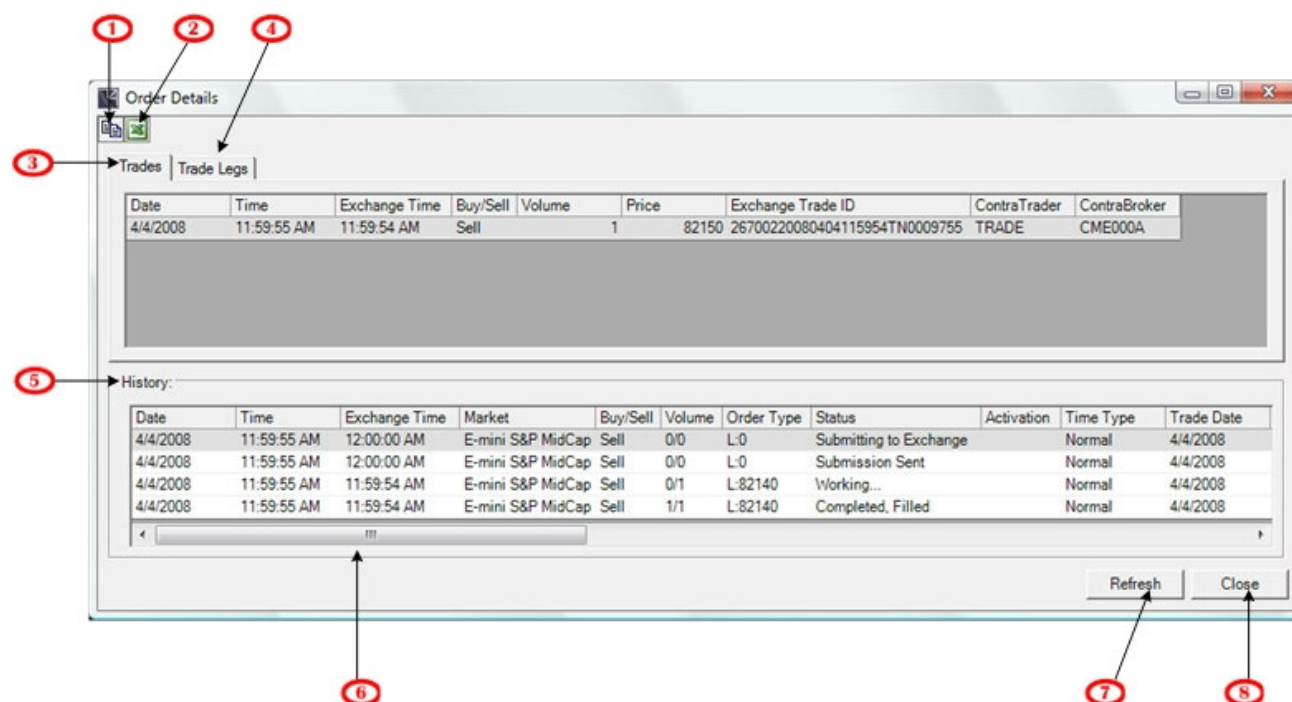 1 2 4
Order Details
3
Trades Trade Legs
Date Time Exchange Time Buy/Sell Volume Price Exchange Trade ID ContraTrader ContraBroker
4/4/2008 11:59:55 AM 11:59:54 AM Sell 1 82150 26700220080404115954TN0009755 TRADE CME000A
5
History:
Date Time Exchange Time Market Buy/Sell Volume Order Type Status Activation Time Type Trade Date
4/4/2008 11:59:55 AM 12:00:00 AM E-mini S&P MidCap Sell 0/0 L:0 Submitting to Exchange Normal 4/4/2008
4/4/2008 11:59:55 AM 12:00:00 AM E-mini S&P MidCap Sell 0/0 L:0 Submission Sent Normal 4/4/2008
4/4/2008 11:59:55 AM 11:59:54 AM E-mini S&P MidCap Sell 0/1 L:82140 Working... Normal 4/4/2008
4/4/2008 11:59:55 AM 11:59:54 AM E-mini S&P MidCap Sell 1/1 L:82140 Completed, Filled Normal 4/4/2008
Refresh Close
6 7 8